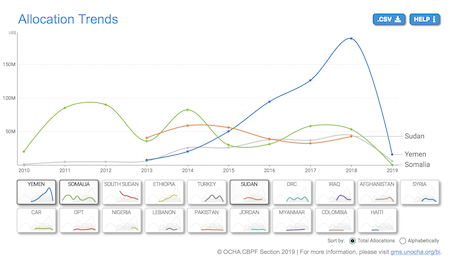 Allocation Trends
.CSV
HELP
USD
150M
100M
50M
Sudan
Yemen
Somalia
2010 2011 2012 2013 2014 2015 2016 2017 2018 2019
YEMEN SOMALIA SOUTH SUDAN ETHIOPIA TURKEY SUDAN DRC IRAQ AFGHANISTAN SYRIA
CAR OPT NIGERIA LEBANON PAKISTAN JORDAN MYANMAR COLOMBIA HAITI
Sort by: Total Allocations Alphabetically
© OCHA CBPF Section 2019 | For more information, please visit gms.unocha.org/bi.